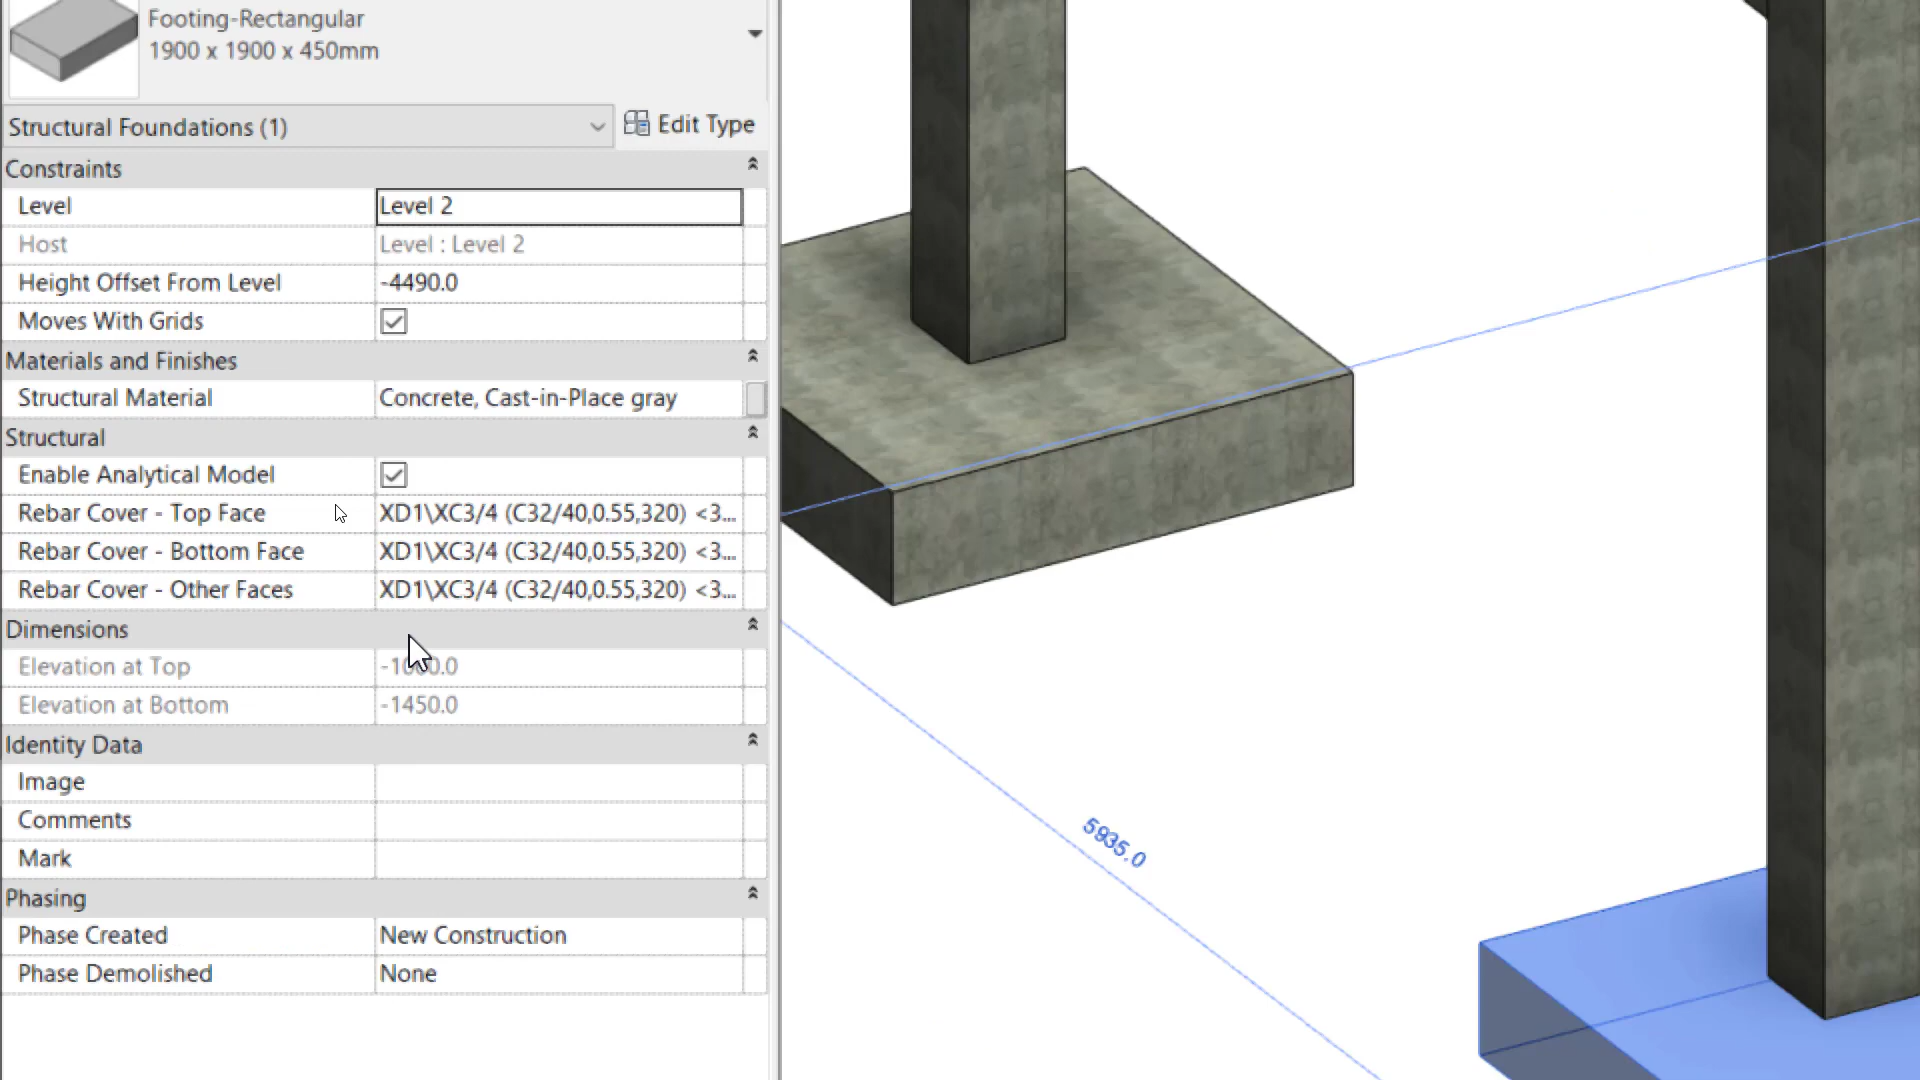 Footing-Rectangular
1900 x 1900 x 450mm
Structural Foundations (1)
Edit Type
Constraints
Level Level 2
Host Level : Level 2
Height Offset From Level -4490.0
Moves With Grids
Materials and Finishes
Structural Material Concrete, Cast-in-Place gray
Structural
Enable Analytical Model
Rebar Cover - Top Face XD1\XC3/4 (C32/40,0.55,320) <3...
Rebar Cover - Bottom Face XD1\XC3/4 (C32/40,0.55,320) <3...
Rebar Cover - Other Faces XD1\XC3/4 (C32/40,0.55,320) <3...
Dimensions
Elevation at Top
Elevation at Bottom -1450.0
Identity Data
Image
Comments
Mark
Phasing
Phase Created New Construction
Phase Demolished None
5935.0